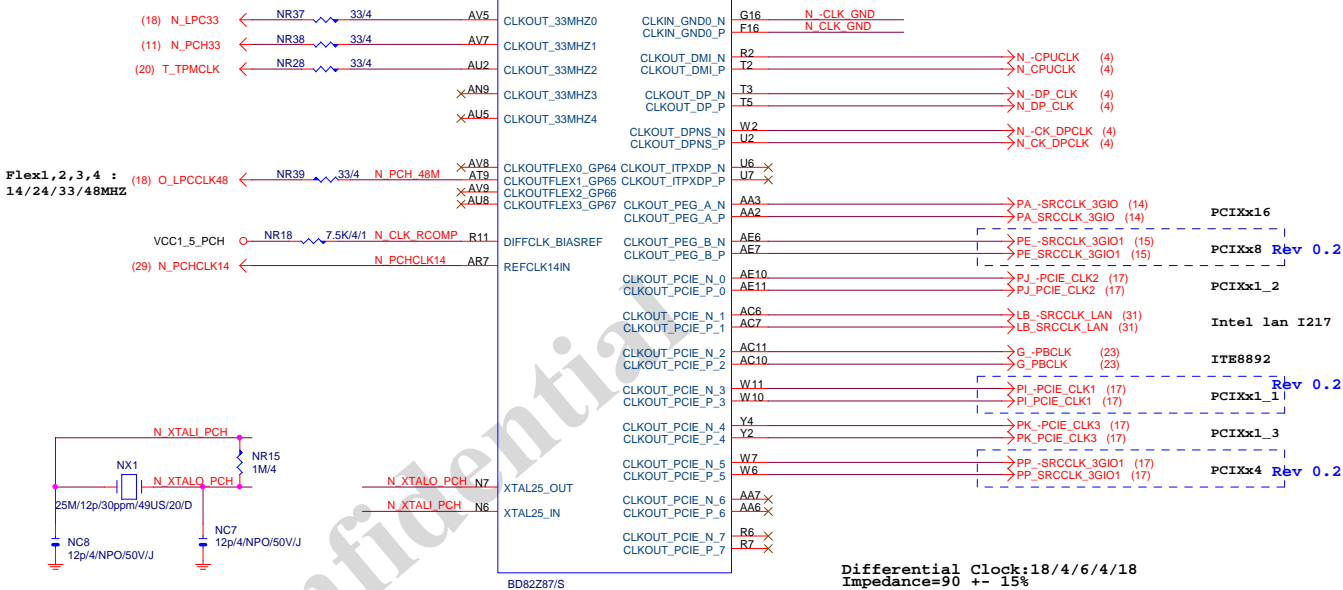 (18) N_LPC33 NR37 33/4 AV5 CLKOUT_33MHZ0
(11) N_PCH33 NR38 33/4 AV7 CLKOUT_33MHZ1
(20) T_TPMCLK NR28 33/4 AU2 CLKOUT_33MHZ2
AN9 CLKOUT_33MHZ3
AU5 CLKOUT_33MHZ4
Flex1,2,3,4 :
14/24/33/48MHZ
AV8 CLKOUTFLEX0_GP64
(18) O_LPCCLK48 NR39 33/4 N_PCH_48M AT9 CLKOUTFLEX1_GP65
AV9 CLKOUTFLEX2_GP66
AU8 CLKOUTFLEX3_GP67
VCC1_5_PCH NR18 7.5K/4/1 N_CLK_RCOMP R11 DIFFCLK_BIASREF
(29) N_PCHCLK14 N_PCHCLK14 AR7 REFCLK14IN
N_XTALO_PCH N7 XTAL25_OUT
N_XTALI_PCH N6 XTAL25_IN
CLKIN_GND0_N G16 N_-CLK_GND
CLKIN_GND0_P F16 N_CLK_GND
CLKOUT_DMI_N R2 N_-CPUCLK (4)
CLKOUT_DMI_P T2 N_CPUCLK (4)
CLKOUT_DP_N T3 N_-DP_CLK (4)
CLKOUT_DP_P T5 N_DP_CLK (4)
CLKOUT_DPNS_N W2 N_-CK_DPCLK (4)
CLKOUT_DPNS_P U2 N_CK_DPCLK (4)
CLKOUT_ITPXDP_N U6
CLKOUT_ITPXDP_P U7
CLKOUT_PEG_A_N AA3 PA_-SRCCLK_3GIO (14)
CLKOUT_PEG_A_P AA2 PA_SRCCLK_3GIO (14)
PCIXx16
CLKOUT_PEG_B_N AE6 PE_-SRCCLK_3GIO1 (15)
CLKOUT_PEG_B_P AE7 PE_SRCCLK_3GIO1 (15)
PCIXx8 Rev 0.2
CLKOUT_PCIE_N_0 AE10 PJ_-PCIE_CLK2 (17)
CLKOUT_PCIE_P_0 AE11 PJ_PCIE_CLK2 (17)
PCIXx1_2
CLKOUT_PCIE_N_1 AC6 LB_-SRCCLK_LAN (31)
CLKOUT_PCIE_P_1 AC7 LB_SRCCLK_LAN (31)
Intel lan I217
CLKOUT_PCIE_N_2 AC11 G_-PBCLK (23)
CLKOUT_PCIE_P_2 AC10 G_PBCLK (23)
ITE8892
CLKOUT_PCIE_N_3 W11 PI_-PCIE_CLK1 (17)
CLKOUT_PCIE_P_3 W10 PI_PCIE_CLK1 (17)
PCIXx1_1 Rev 0.2
CLKOUT_PCIE_N_4 Y4 PK_-PCIE_CLK3 (17)
CLKOUT_PCIE_P_4 Y2 PK_PCIE_CLK3 (17)
PCIXx1_3
CLKOUT_PCIE_N_5 W7 PP_-SRCCLK_3GIO1 (17)
CLKOUT_PCIE_P_5 W6 PP_SRCCLK_3GIO1 (17)
PCIXx4 Rev 0.2
CLKOUT_PCIE_N_6 AA7
CLKOUT_PCIE_P_6 AA6
CLKOUT_PCIE_N_7 R6
CLKOUT_PCIE_P_7 R7
BD82Z87/S
N_XTALI_PCH
NR15
1M/4
NX1
N_XTALO_PCH
25M/12p/30ppm/49US/20/D
NC8
12p/4/NPO/50V/J
NC7
12p/4/NPO/50V/J
Differential Clock:18/4/6/4/18
Impedance=90 +- 15%
nfidential